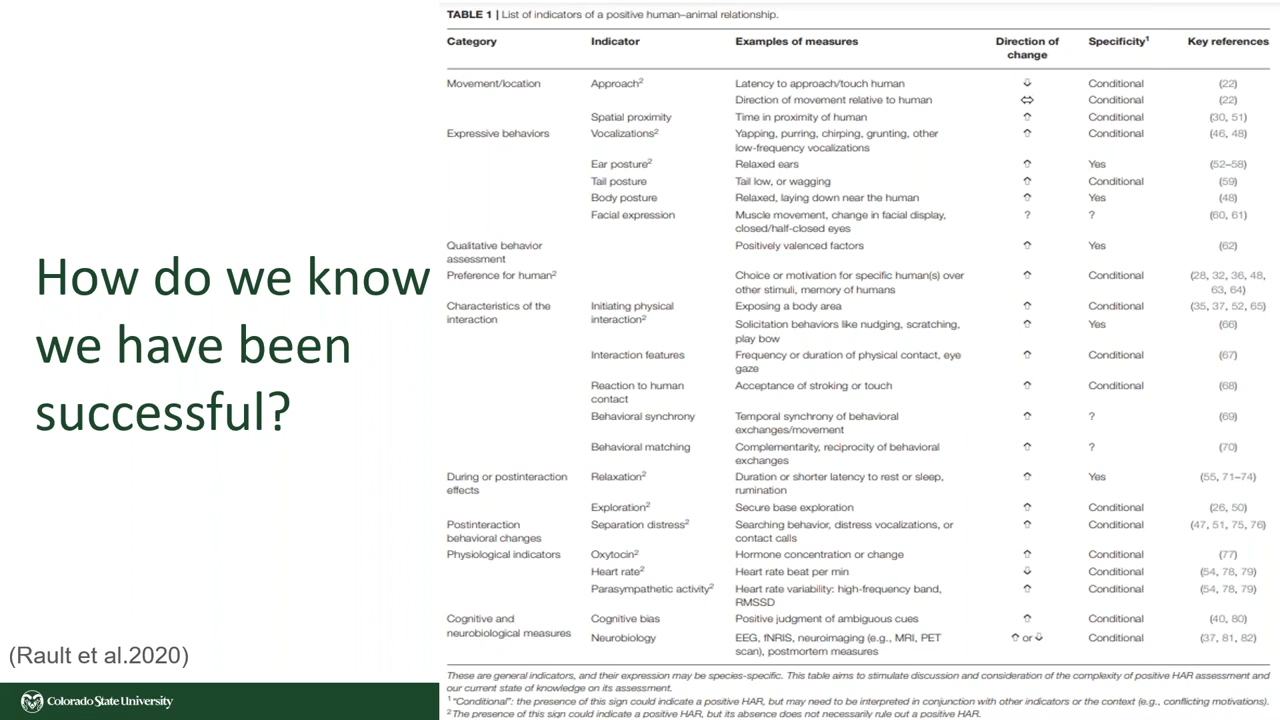 How do we know
we have been
successful?
(Rault et al.2020)
Colorado State University
TABLE 1 | List of indicators of a positive human–animal relationship.
Category Indicator Examples of measures Direction of change Specificity1 Key references
Movement/location Approach2 Latency to approach/touch human ⇩ Conditional (22)
Direction of movement relative to human ⇔ Conditional (22)
Spatial proximity Time in proximity of human ⇧ Conditional (30, 51)
Expressive behaviors Vocalizations2 Yapping, purring, chirping, grunting, other ⇧ Conditional (46, 48)
low-frequency vocalizations
Ear posture2 Relaxed ears ⇧ Yes (52–58)
Tail posture Tail low, or wagging ⇧ Conditional (59)
Body posture Relaxed, laying down near the human ⇧ Yes (48)
Facial expression Muscle movement, change in facial display, ? ? (60, 61)
closed/half-closed eyes
Qualitative behavior Positively valenced factors ⇧ Yes (62)
assessment
Preference for human2 Choice or motivation for specific human(s) over ⇧ Conditional (28, 32, 36, 48,
other stimuli, memory of humans 63, 64)
Characteristics of the Initiating physical Exposing a body area ⇧ Conditional (35, 37, 52, 65)
interaction interaction2 Solicitation behaviors like nudging, scratching, ⇧ Yes (66)
play bow
Interaction features Frequency or duration of physical contact, eye ⇧ Conditional (67)
gaze
Reaction to human Acceptance of stroking or touch ⇧ Conditional (68)
contact
Behavioral synchrony Temporal synchrony of behavioral ⇧ ? (69)
exchanges/movement
Behavioral matching Complementarity, reciprocity of behavioral ⇧ ? (70)
exchanges
During or postinteraction Relaxation2 Duration or shorter latency to rest or sleep, ⇧ Yes (55, 71–74)
effects rumination
Exploration2 Secure base exploration ⇧ Conditional (26, 50)
Postinteraction Separation distress2 Searching behavior, distress vocalizations, or ⇧ Conditional (47, 51, 75, 76)
behavioral changes contact calls
Physiological indicators Oxytocin2 Hormone concentration or change ⇧ Conditional (77)
Heart rate2 Heart rate beat per min ⇩ Conditional (54, 78, 79)
Parasympathetic activity2 Heart rate variability: high-frequency band, ⇧ Conditional (54, 78, 79)
RMSSD
Cognitive and Cognitive bias Positive judgment of ambiguous cues ⇧ Conditional (40, 80)
neurobiological measures Neurobiology EEG, fNRIS, neuroimaging (e.g., MRI, PET ⇧ or ⇩ Conditional (37, 81, 82)
scan), postmortem measures
These are general indicators, and their expression may be species-specific. This table aims to stimulate discussion and consideration of the complexity of positive HAR assessment and
our current state of knowledge on its assessment.
1 "Conditional": the presence of this sign could indicate a positive HAR, but may need to be interpreted in conjunction with other indicators or the context (e.g., conflicting motivations).
2 The presence of this sign could indicate a positive HAR, but its absence does not necessarily rule out a positive HAR.